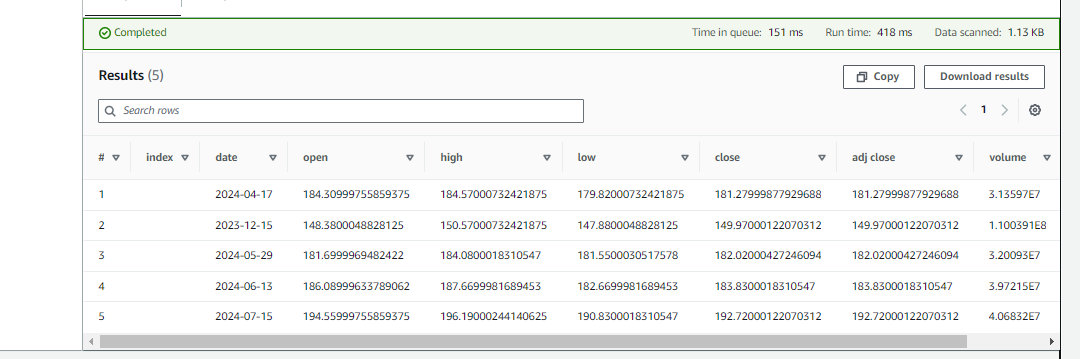 Completed Time in queue: 151 ms Run time: 418 ms Data scanned: 1.13 KB
Results (5) Copy Download results
Search rows 1
# index date open high low close adj close volume
1 2024-04-17 184.30999755859375 184.57000732421875 179.82000732421875 181.27999877929688 181.27999877929688 3.13597E7
2 2023-12-15 148.3800048828125 150.57000732421875 147.8800048828125 149.97000122070312 149.97000122070312 1.100391E8
3 2024-05-29 181.6999969482422 184.0800018310547 181.5500030517578 182.02000427246094 182.02000427246094 3.20093E7
4 2024-06-13 186.08999633789062 187.6699981689453 182.6699981689453 183.8300018310547 183.8300018310547 3.97215E7
5 2024-07-15 194.55999755859375 196.19000244140625 190.8300018310547 192.72000122070312 192.72000122070312 4.06832E7